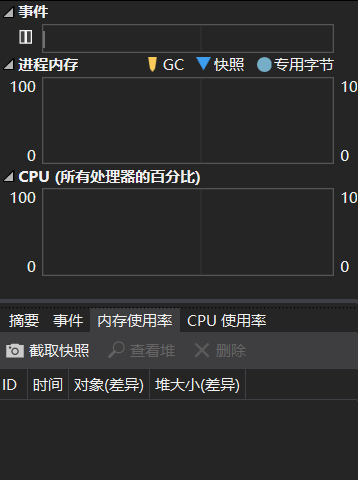 事件
进程内存 GC 快照 专用字节
100 10
0 0
CPU (所有处理器的百分比)
100 10
0 0
摘要 事件 内存使用率 CPU 使用率
截取快照 查看堆 删除
ID 时间 对象(差异) 堆大小(差异)